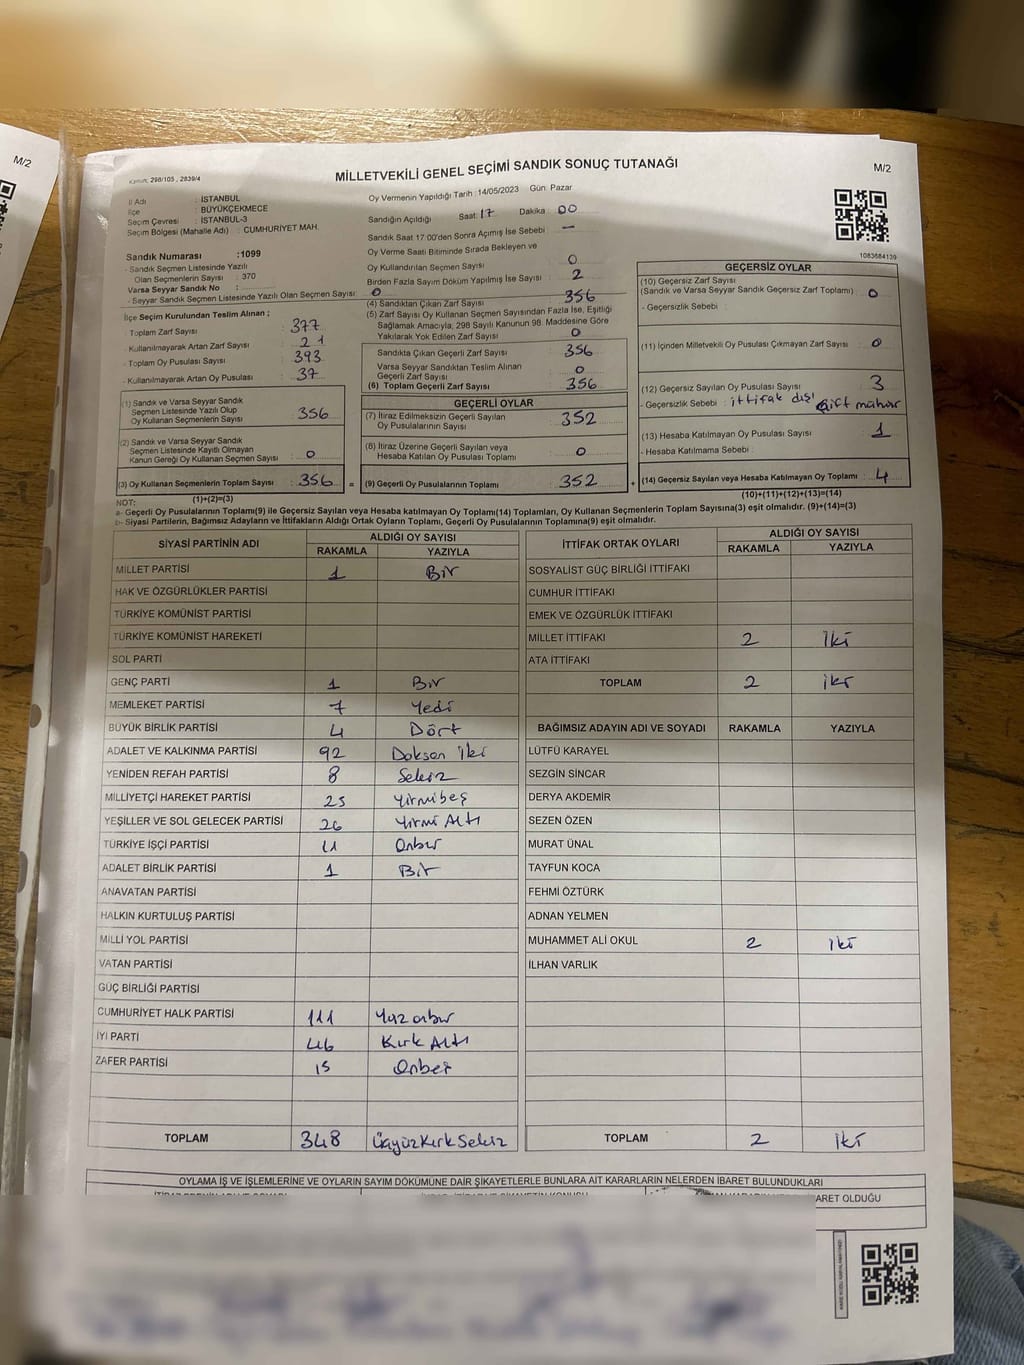 M/2
MİLLETVEKİLİ GENEL SEÇİMİ SANDIK SONUÇ TUTANAĞI
M/2
Kanun: 298/105 , 2839/4
İl Adı : İSTANBUL
İlçe : BÜYÜKÇEKMECE
Seçim Çevresi : İSTANBUL-3
Seçim Bölgesi (Mahalle Adı) : CUMHURİYET MAH.
Sandık Numarası :1099
- Sandık Seçmen Listesinde Yazılı
Olan Seçmenlerin Sayısı : 370
Varsa Seyyar Sandık No :
- Seyyar Sandık Seçmen Listesinde Yazılı Olan Seçmen Sayısı: 0
İlçe Seçim Kurulundan Teslim Alınan ;
- Toplam Zarf Sayısı : 377
- Kullanılmayarak Artan Zarf Sayısı : 21
- Toplam Oy Pusulası Sayısı : 393
- Kullanılmayarak Artan Oy Pusulası : 37
(1) Sandık ve Varsa Seyyar Sandık
Seçmen Listesinde Yazılı Olup
Oy Kullanan Seçmenlerin Sayısı : 356
(2) Sandık ve Varsa Seyyar Sandık
Seçmen Listesinde Kayıtlı Olmayan
Kanun Gereği Oy Kullanan Seçmen Sayısı : 0
(3) Oy Kullanan Seçmenlerin Toplam Sayısı : 356 =
(1)+(2)=(3)
Oy Vermenin Yapıldığı Tarih :14/05/2023 Gün: Pazar
Sandığın Açıldığı Saat: 17 Dakika : 00
Sandık Saat 17:00'den Sonra Açılmış İse Sebebi : -
Oy Verme Saati Bitiminde Sırada Bekleyen ve
Oy Kullandırılan Seçmen Sayısı : 0
Birden Fazla Sayım Döküm Yapılmış İse Sayısı : 2
(4) Sandıktan Çıkan Zarf Sayısı : 356
(5) Zarf Sayısı Oy Kullanan Seçmen Sayısından Fazla İse, Eşitliği
Sağlamak Amacıyla, 298 Sayılı Kanunun 98. Maddesine Göre
Yakılarak Yok Edilen Zarf Sayısı : 0
Sandıkta Çıkan Geçerli Zarf Sayısı : 356
Varsa Seyyar Sandıktan Teslim Alınan
Geçerli Zarf Sayısı : 0
(6) Toplam Geçerli Zarf Sayısı : 356
GEÇERLİ OYLAR
(7) İtiraz Edilmeksizin Geçerli Sayılan
Oy Pusulalarının Sayısı : 352
(8) İtiraz Üzerine Geçerli Sayılan veya
Hesaba Katılan Oy Pusulası Toplamı : 0
(9) Geçerli Oy Pusulalarının Toplamı : 352 +
1083684139
GEÇERSİZ OYLAR
(10) Geçersiz Zarf Sayısı
(Sandık ve Varsa Seyyar Sandık Geçersiz Zarf Toplamı) : 0
- Geçersizlik Sebebi :
(11) İçinden Milletvekili Oy Pusulası Çıkmayan Zarf Sayısı : 0
(12) Geçersiz Sayılan Oy Pusulası Sayısı : 3
- Geçersizlik Sebebi : ittifak dışı çift mühür
(13) Hesaba Katılmayan Oy Pusulası Sayısı : 1
- Hesaba Katılmama Sebebi :
(14) Geçersiz Sayılan veya Hesaba Katılmayan Oy Toplamı : 4
(10)+(11)+(12)+(13)=(14)
NOT:
a- Geçerli Oy Pusulalarının Toplamı(9) ile Geçersiz Sayılan veya Hesaba katılmayan Oy Toplamı(14) Toplamları, Oy Kullanan Seçmenlerin Toplam Sayısına(3) eşit olmalıdır. (9)+(14)=(3)
b- Siyasi Partilerin, Bağımsız Adayların ve İttifakların Aldığı Ortak Oyların Toplamı, Geçerli Oy Pusulalarının Toplamına(9) eşit olmalıdır.
SİYASİ PARTİNİN ADI ALDIĞI OY SAYISI
RAKAMLA YAZIYLA
MİLLET PARTİSİ 1 Bir
HAK VE ÖZGÜRLÜKLER PARTİSİ
TÜRKİYE KOMÜNİST PARTİSİ
TÜRKİYE KOMÜNİST HAREKETİ
SOL PARTİ
GENÇ PARTİ 1 Bir
MEMLEKET PARTİSİ 7 Yedi
BÜYÜK BİRLİK PARTİSİ 4 Dört
ADALET VE KALKINMA PARTİSİ 92 Doksan iki
YENİDEN REFAH PARTİSİ 8 Sekiz
MİLLİYETÇİ HAREKET PARTİSİ 25 Yirmibeş
YEŞİLLER VE SOL GELECEK PARTİSİ 26 Yirmi Altı
TÜRKİYE İŞÇİ PARTİSİ 11 Onbir
ADALET BİRLİK PARTİSİ 1 Bir
ANAVATAN PARTİSİ
HALKIN KURTULUŞ PARTİSİ
MİLLİ YOL PARTİSİ
VATAN PARTİSİ
GÜÇ BİRLİĞİ PARTİSİ
CUMHURİYET HALK PARTİSİ 111 Yüz onbir
İYİ PARTİ 46 Kırk Altı
ZAFER PARTİSİ 15 Onbeş
TOPLAM 348 ÜçyüzKırkSekiz
İTTİFAK ORTAK OYLARI ALDIĞI OY SAYISI
RAKAMLA YAZIYLA
SOSYALİST GÜÇ BİRLİĞİ İTTİFAKI
CUMHUR İTTİFAKI
EMEK VE ÖZGÜRLÜK İTTİFAKI
MİLLET İTTİFAKI 2 iki
ATA İTTİFAKI
TOPLAM 2 iki
BAĞIMSIZ ADAYIN ADI VE SOYADI RAKAMLA YAZIYLA
LÜTFÜ KARAYEL
SEZGİN SİNCAR
DERYA AKDEMİR
SEZEN ÖZEN
MURAT ÜNAL
TAYFUN KOCA
FEHMİ ÖZTÜRK
ADNAN YELMEN
MUHAMMET ALİ OKUL 2 iki
İLHAN VARLIK
TOPLAM 2 iki
OYLAMA İŞ VE İŞLEMLERİNE VE OYLARIN SAYIM DÖKÜMÜNE DAİR ŞİKAYETLERLE BUNLARA AİT KARARLARIN NELERDEN İBARET BULUNDUKLARI
İBARET OLDUĞU